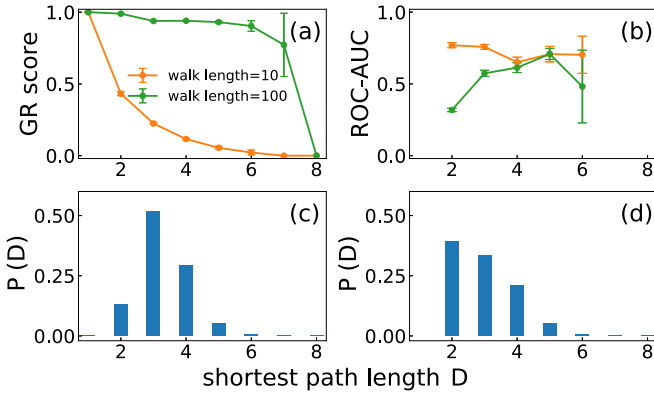 1.0
0.5
0.0
GR score
(a)
walk length=10
walk length=100
2 4 6 8
1.0
0.5
0.0
ROC-AUC
(b)
2 4 6 8
0.50
0.25
0.00
P (D)
(c)
2 4 6 8
0.50
0.25
0.00
P (D)
(d)
2 4 6 8
shortest path length D